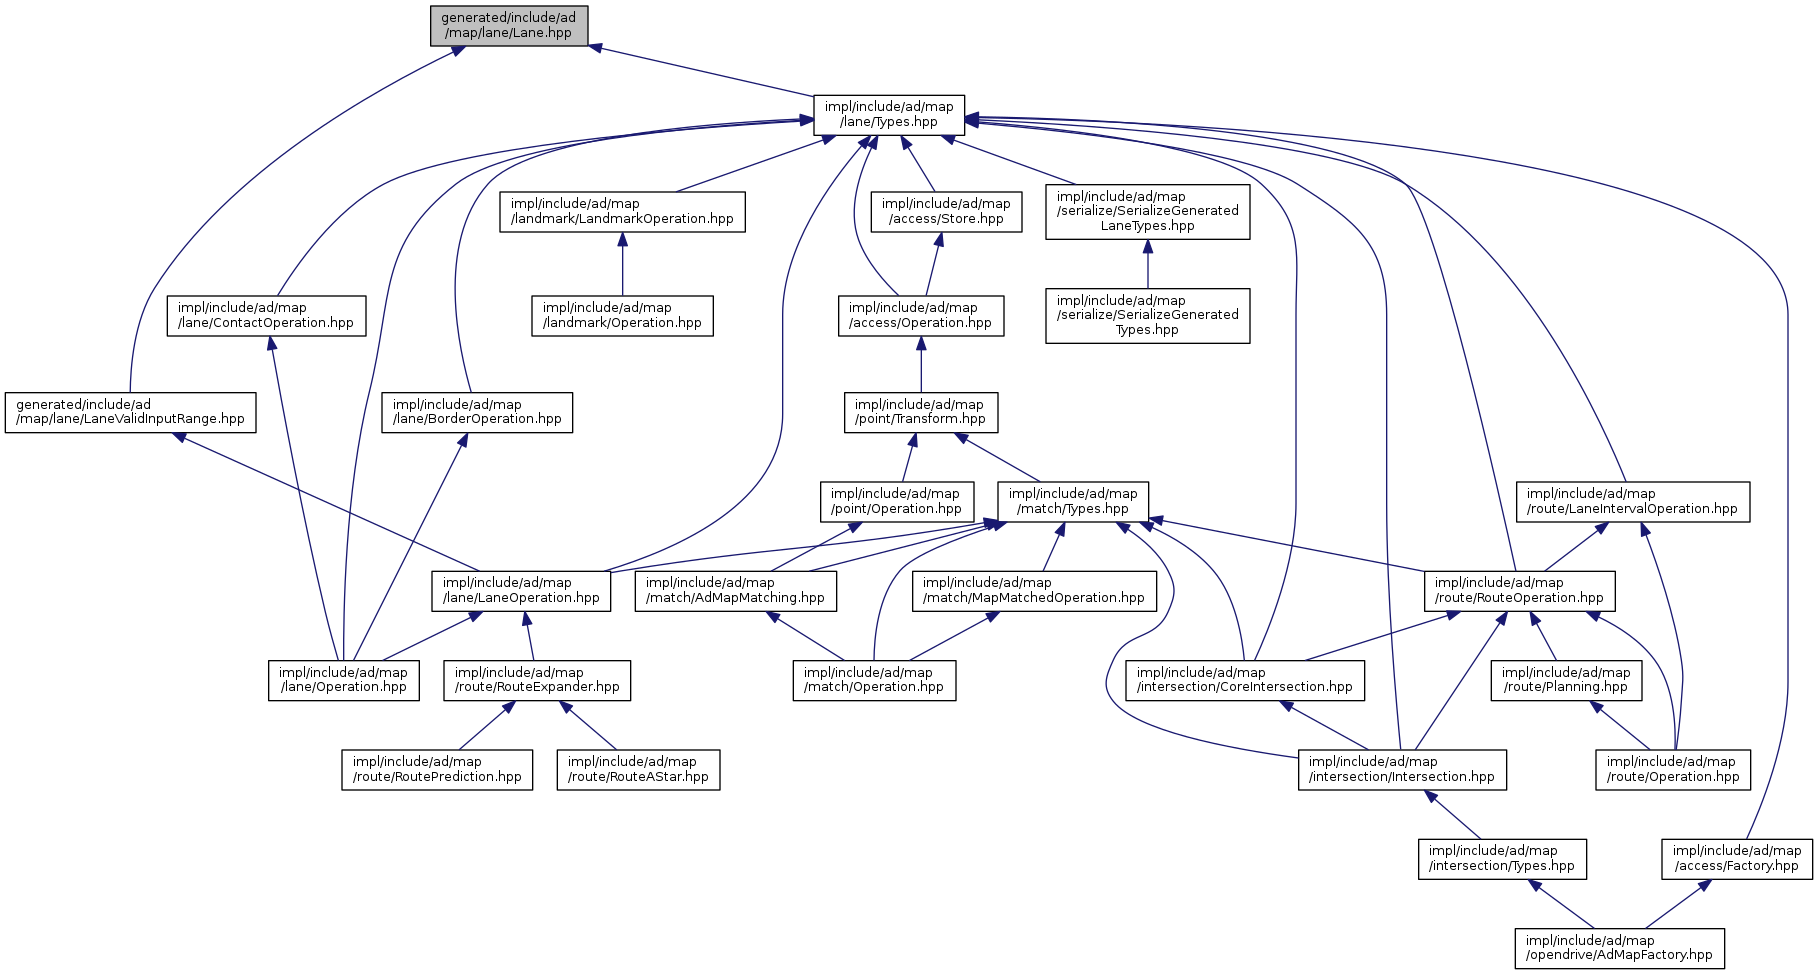 generated/include/ad
/map/lane/Lane.hpp
impl/include/ad/map
/lane/Types.hpp
impl/include/ad/map
/landmark/LandmarkOperation.hpp
impl/include/ad/map
/access/Store.hpp
impl/include/ad/map
/serialize/SerializeGenerated
LaneTypes.hpp
impl/include/ad/map
/lane/ContactOperation.hpp
impl/include/ad/map
/landmark/Operation.hpp
impl/include/ad/map
/access/Operation.hpp
impl/include/ad/map
/serialize/SerializeGenerated
Types.hpp
generated/include/ad
/map/lane/LaneValidInputRange.hpp
impl/include/ad/map
/lane/BorderOperation.hpp
impl/include/ad/map
/point/Transform.hpp
impl/include/ad/map
/point/Operation.hpp
impl/include/ad/map
/match/Types.hpp
impl/include/ad/map
/route/LaneIntervalOperation.hpp
impl/include/ad/map
/lane/LaneOperation.hpp
impl/include/ad/map
/match/AdMapMatching.hpp
impl/include/ad/map
/match/MapMatchedOperation.hpp
impl/include/ad/map
/route/RouteOperation.hpp
impl/include/ad/map
/lane/Operation.hpp
impl/include/ad/map
/route/RouteExpander.hpp
impl/include/ad/map
/match/Operation.hpp
impl/include/ad/map
/intersection/CoreIntersection.hpp
impl/include/ad/map
/route/Planning.hpp
impl/include/ad/map
/route/RoutePrediction.hpp
impl/include/ad/map
/route/RouteAStar.hpp
impl/include/ad/map
/intersection/Intersection.hpp
impl/include/ad/map
/route/Operation.hpp
impl/include/ad/map
/intersection/Types.hpp
impl/include/ad/map
/access/Factory.hpp
impl/include/ad/map
/opendrive/AdMapFactory.hpp